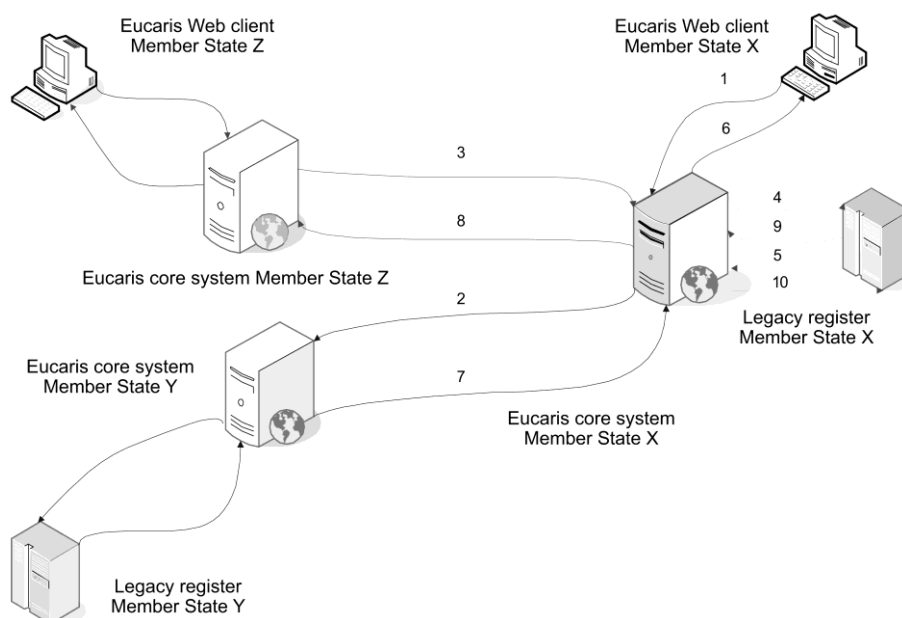 Eucaris Web client
Member State Z
Eucaris Web client
Member State X
1
6
3
8
4
9
5
10
Eucaris core system Member State Z
2
Legacy register
Member State X
Eucaris core system
Member State Y
7
Eucaris core system
Member State X
Legacy register
Member State Y